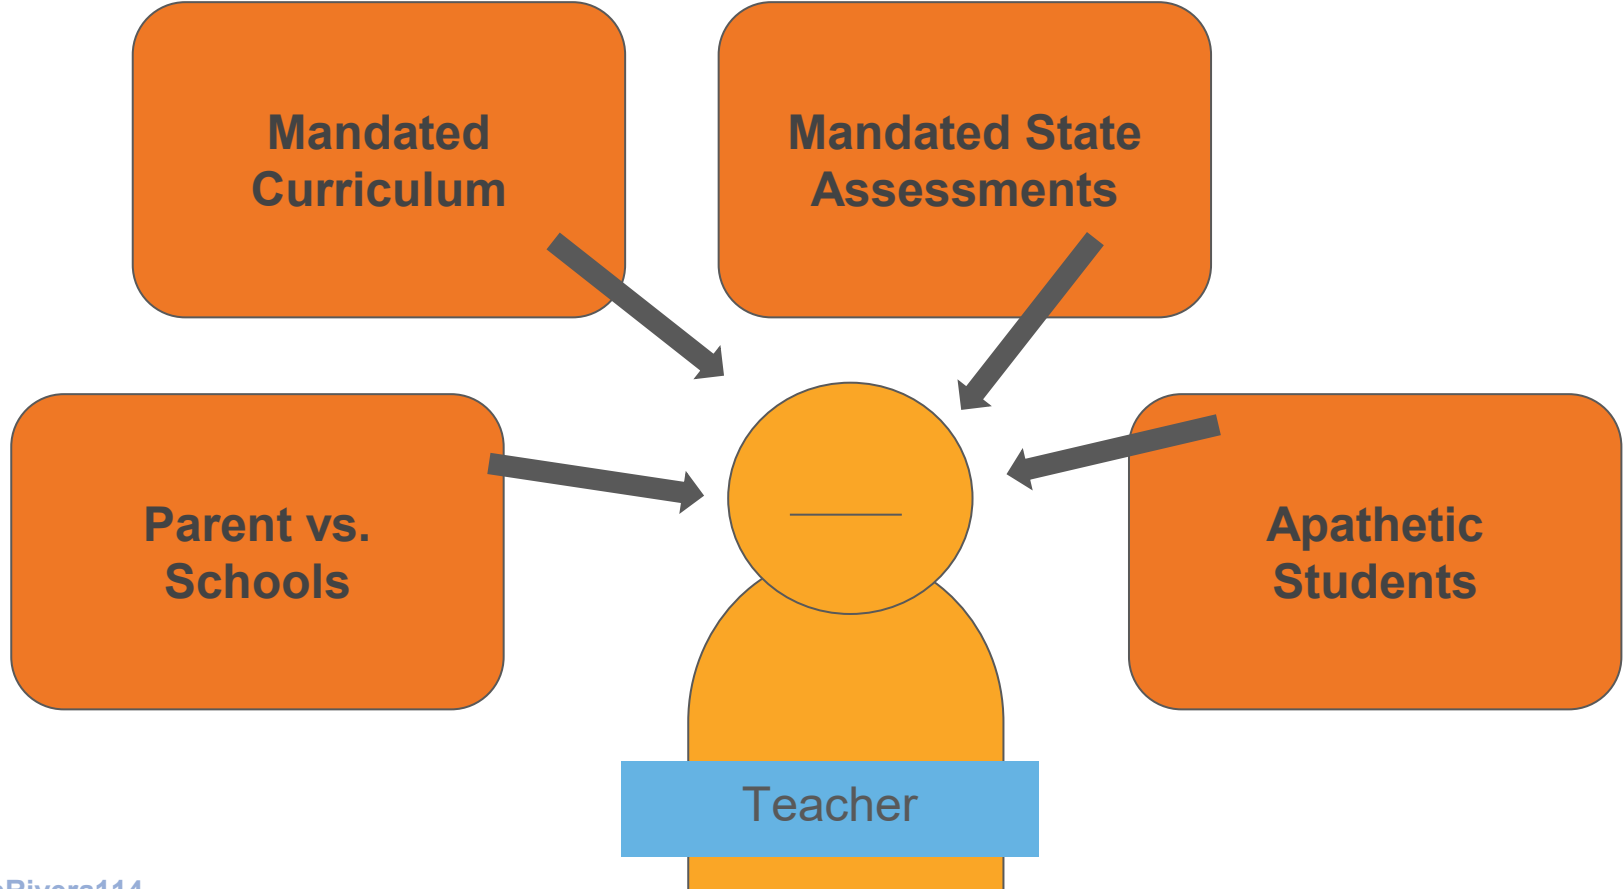 Mandated
Curriculum
Mandated State
Assessments
Parent vs.
Schools
Apathetic
Students
Teacher